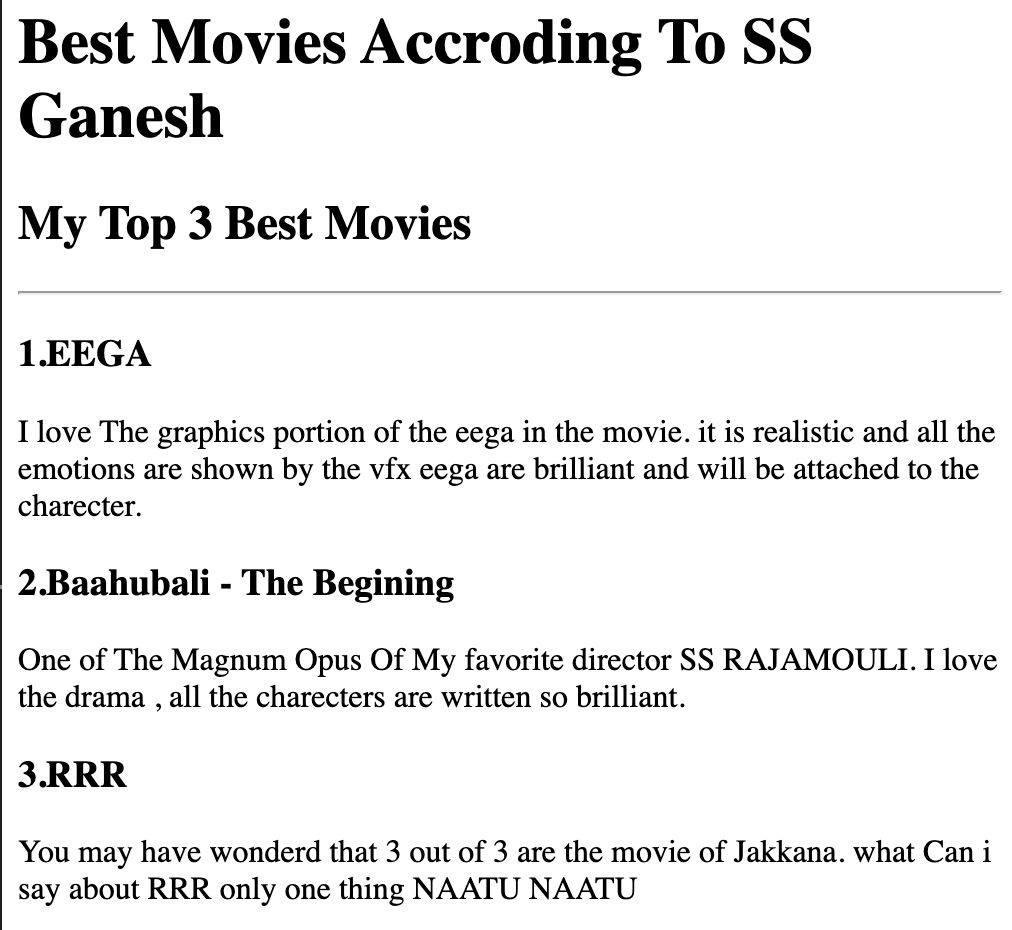 Best Movies Accroding To SS
Ganesh
My Top 3 Best Movies
1.EEGA
I love The graphics portion of the eega in the movie. it is realistic and all the
emotions are shown by the vfx eega are brilliant and will be attached to the
charecter.
2.Baahubali - The Begining
One of The Magnum Opus Of My favorite director SS RAJAMOULI. I love
the drama , all the charecters are written so brilliant.
3.RRR
You may have wonderd that 3 out of 3 are the movie of Jakkana. what Can i
say about RRR only one thing NAATU NAATU